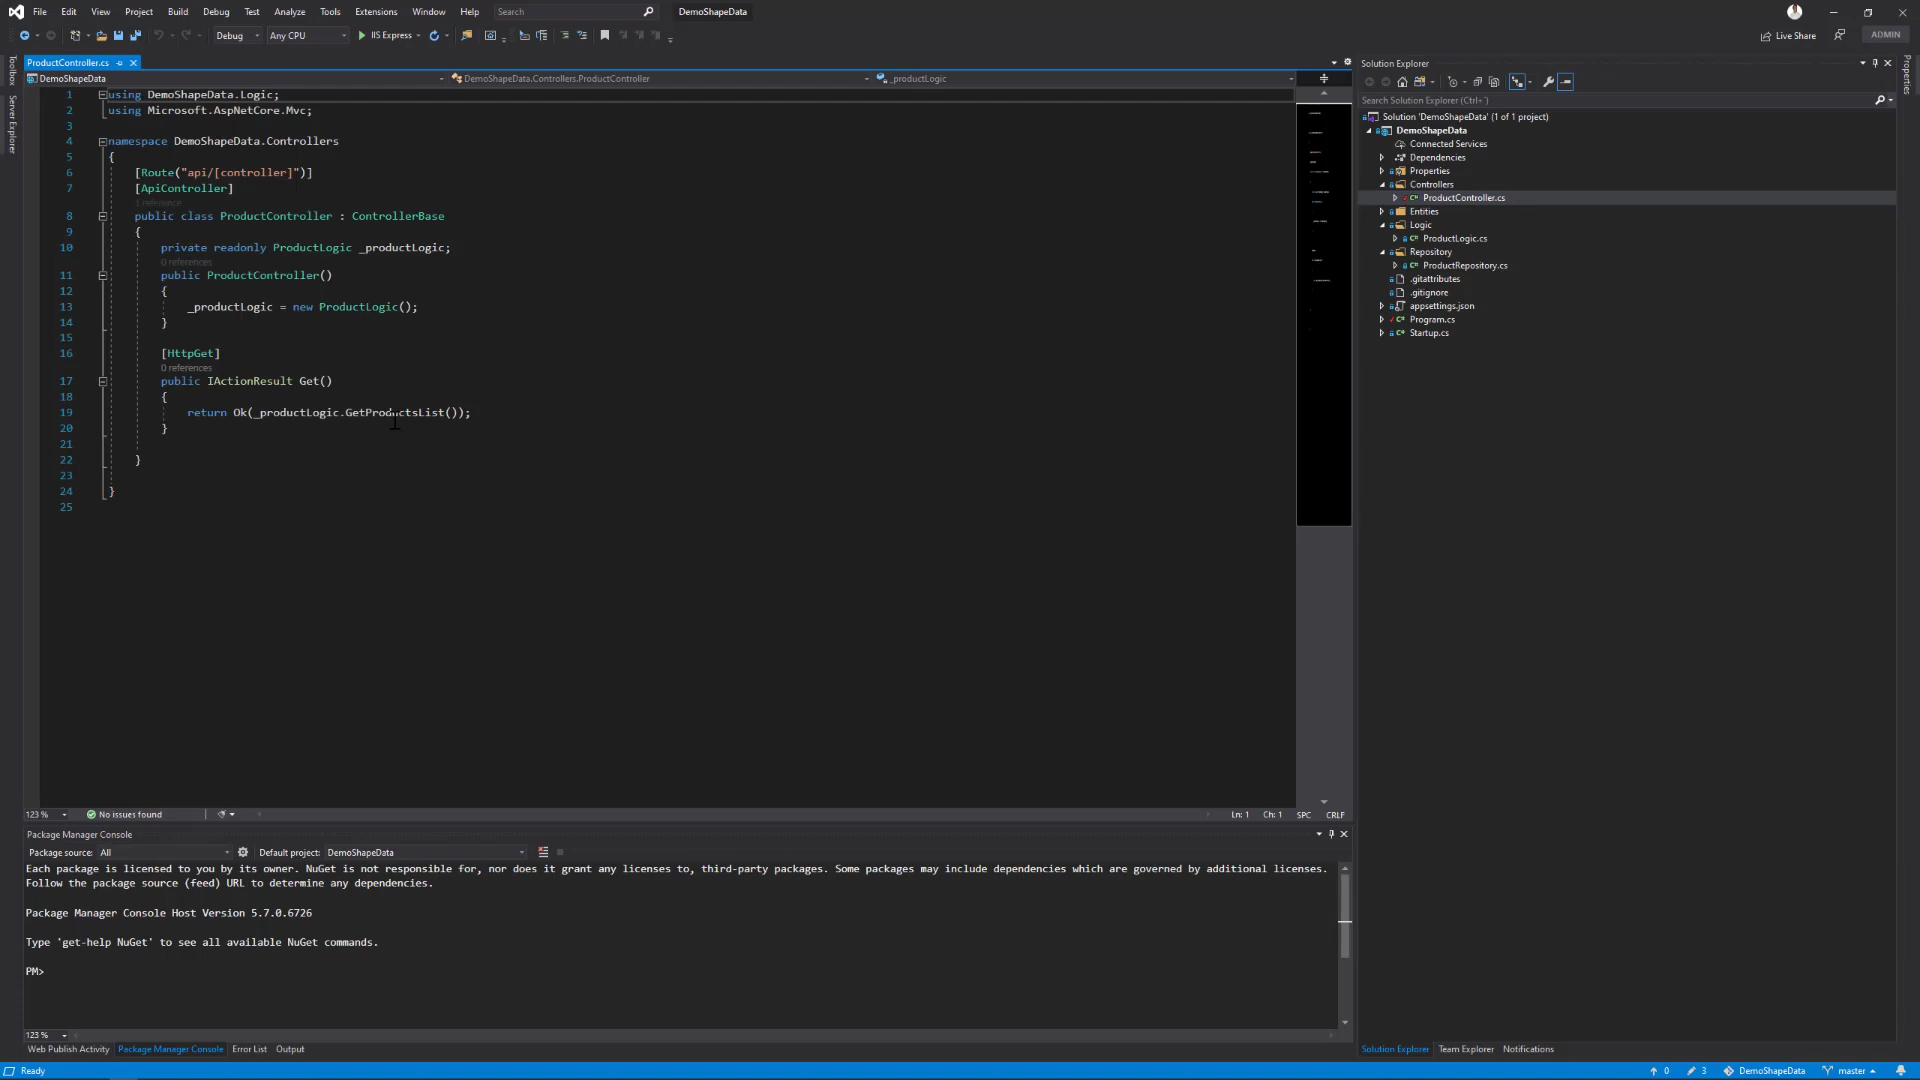 File Edit View Project Build Debug Test Analyze Tools Extensions Window Help Search DemoShapeData
Debug Any CPU IIS Express Live Share ADMIN
Toolbox
Server Explorer
Properties
ProductController.cs
DemoShapeData DemoShapeData.Controllers.ProductController _productLogic
1 using DemoShapeData.Logic;
2 using Microsoft.AspNetCore.Mvc;
3
4 namespace DemoShapeData.Controllers
5 {
6 [Route("api/[controller]")]
7 [ApiController]
1 reference
8 public class ProductController : ControllerBase
9 {
10 private readonly ProductLogic _productLogic;
0 references
11 public ProductController()
12 {
13 _productLogic = new ProductLogic();
14 }
15
16 [HttpGet]
0 references
17 public IActionResult Get()
18 {
19 return Ok(_productLogic.GetProductsList());
20 }
21
22 }
23
24 }
25
123 % No issues found Ln: 1 Ch: 1 SPC CRLF
Package Manager Console
Package source: All Default project: DemoShapeData
Each package is licensed to you by its owner. NuGet is not responsible for, nor does it grant any licenses to, third-party packages. Some packages may include dependencies which are governed by additional licenses.
Follow the package source (feed) URL to determine any dependencies.
Package Manager Console Host Version 5.7.0.6726
Type 'get-help NuGet' to see all available NuGet commands.
PM>
123 %
Web Publish Activity Package Manager Console Error List Output
Solution Explorer
Search Solution Explorer (Ctrl+¨)
Solution 'DemoShapeData' (1 of 1 project)
DemoShapeData
Connected Services
Dependencies
Properties
Controllers
C# ProductController.cs
Entities
Logic
C# ProductLogic.cs
Repository
C# ProductRepository.cs
.gitattributes
.gitignore
appsettings.json
C# Program.cs
C# Startup.cs
Solution Explorer Team Explorer Notifications
Ready 0 3 DemoShapeData master